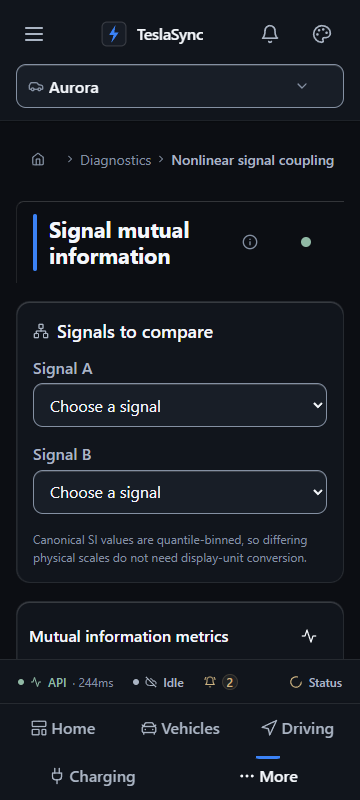 TeslaSync
Aurora
Diagnostics
Nonlinear signal coupling
Signal mutual
information
Signals to compare
Signal A
Choose a signal
Signal B
Choose a signal
Canonical SI values are quantile-binned, so differing
physical scales do not need display-unit conversion.
Mutual information metrics
API · 244ms
Idle
2
Status
Home
Vehicles
Driving
Charging
More